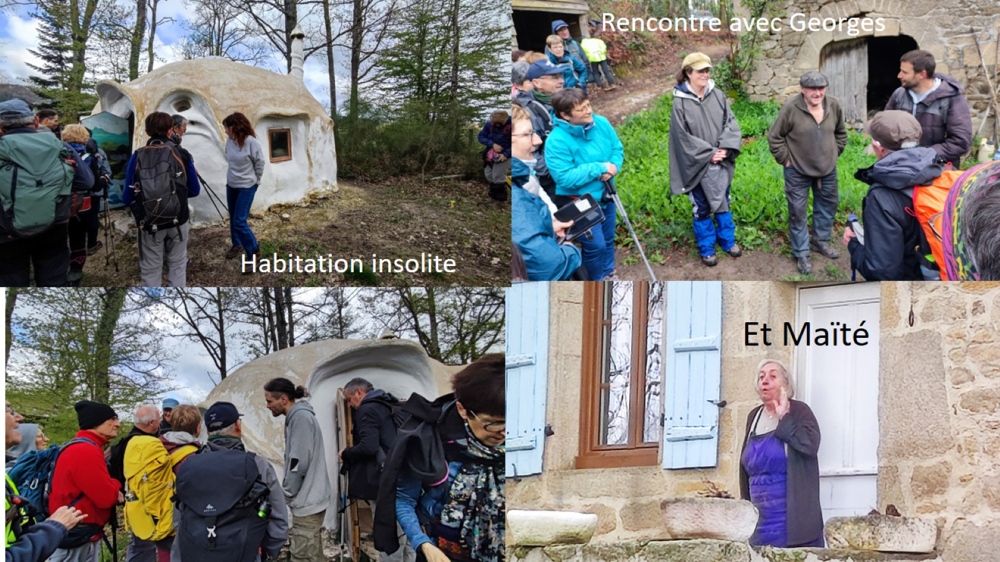 Rencontre avec Georges
Habitation insolite
Et Maïté